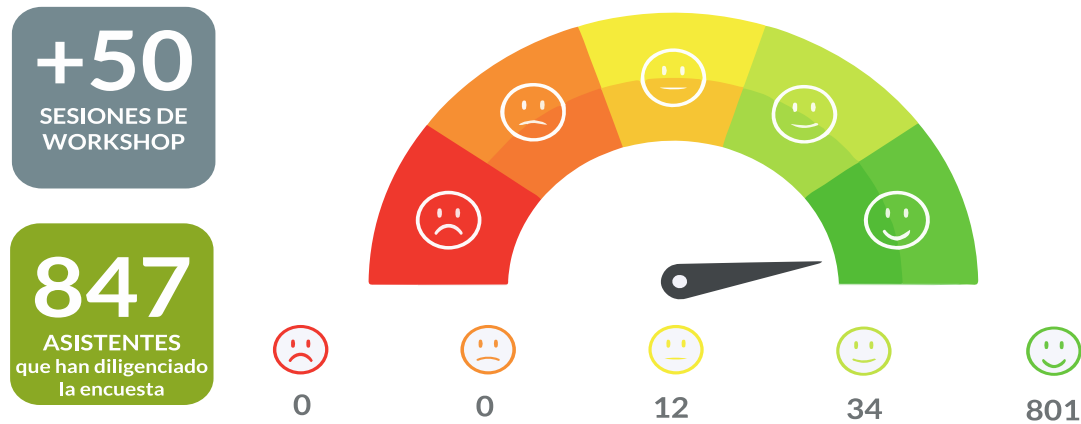 +50
SESIONES DE
WORKSHOP
847
ASISTENTES
que han diligenciado
la encuesta
0
0
12
34
801